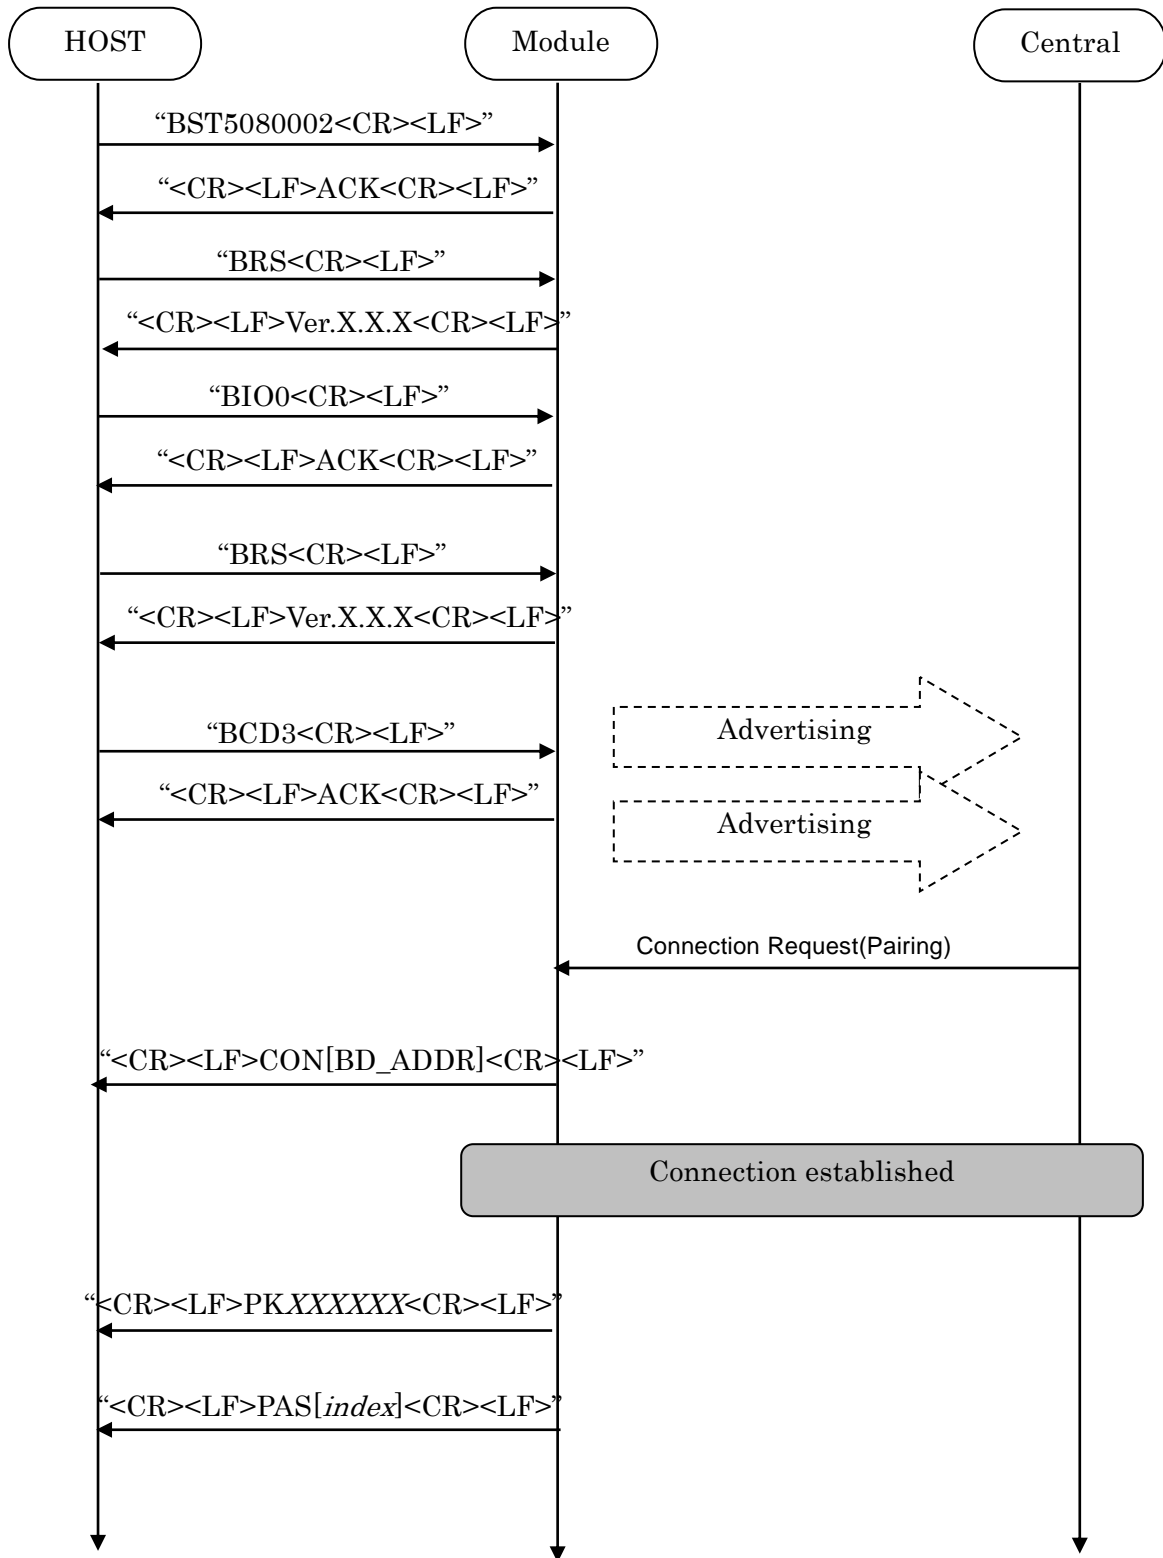 HOST
Module
Central
“BST5080002<CR><LF>”
“<CR><LF>ACK<CR><LF>”
“BRS<CR><LF>”
“<CR><LF>Ver.X.X.X<CR><LF>”
“BIO0<CR><LF>”
“<CR><LF>ACK<CR><LF>”
“BRS<CR><LF>”
“<CR><LF>Ver.X.X.X<CR><LF>”
“BCD3<CR><LF>”
Advertising
“<CR><LF>ACK<CR><LF>”
Advertising
Connection Request(Pairing)
“<CR><LF>CON[BD_ADDR]<CR><LF>”
Connection established
“<CR><LF>PKXXXXXX<CR><LF>”
“<CR><LF>PAS[index]<CR><LF>”